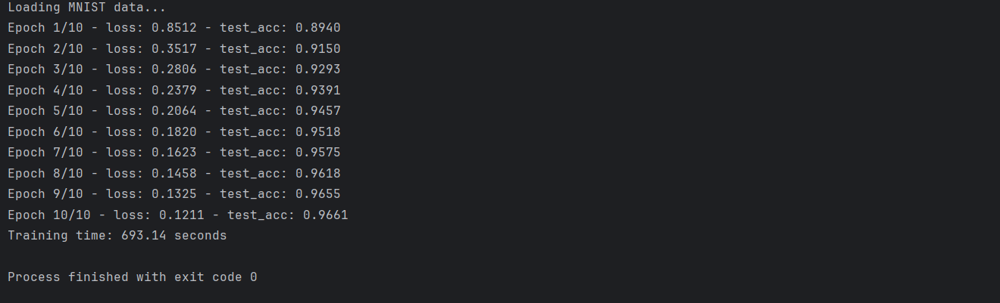 Loading MNIST data...
Epoch 1/10 - loss: 0.8512 - test_acc: 0.8940
Epoch 2/10 - loss: 0.3517 - test_acc: 0.9150
Epoch 3/10 - loss: 0.2806 - test_acc: 0.9293
Epoch 4/10 - loss: 0.2379 - test_acc: 0.9391
Epoch 5/10 - loss: 0.2064 - test_acc: 0.9457
Epoch 6/10 - loss: 0.1820 - test_acc: 0.9518
Epoch 7/10 - loss: 0.1623 - test_acc: 0.9575
Epoch 8/10 - loss: 0.1458 - test_acc: 0.9618
Epoch 9/10 - loss: 0.1325 - test_acc: 0.9655
Epoch 10/10 - loss: 0.1211 - test_acc: 0.9661
Training time: 693.14 seconds
Process finished with exit code 0